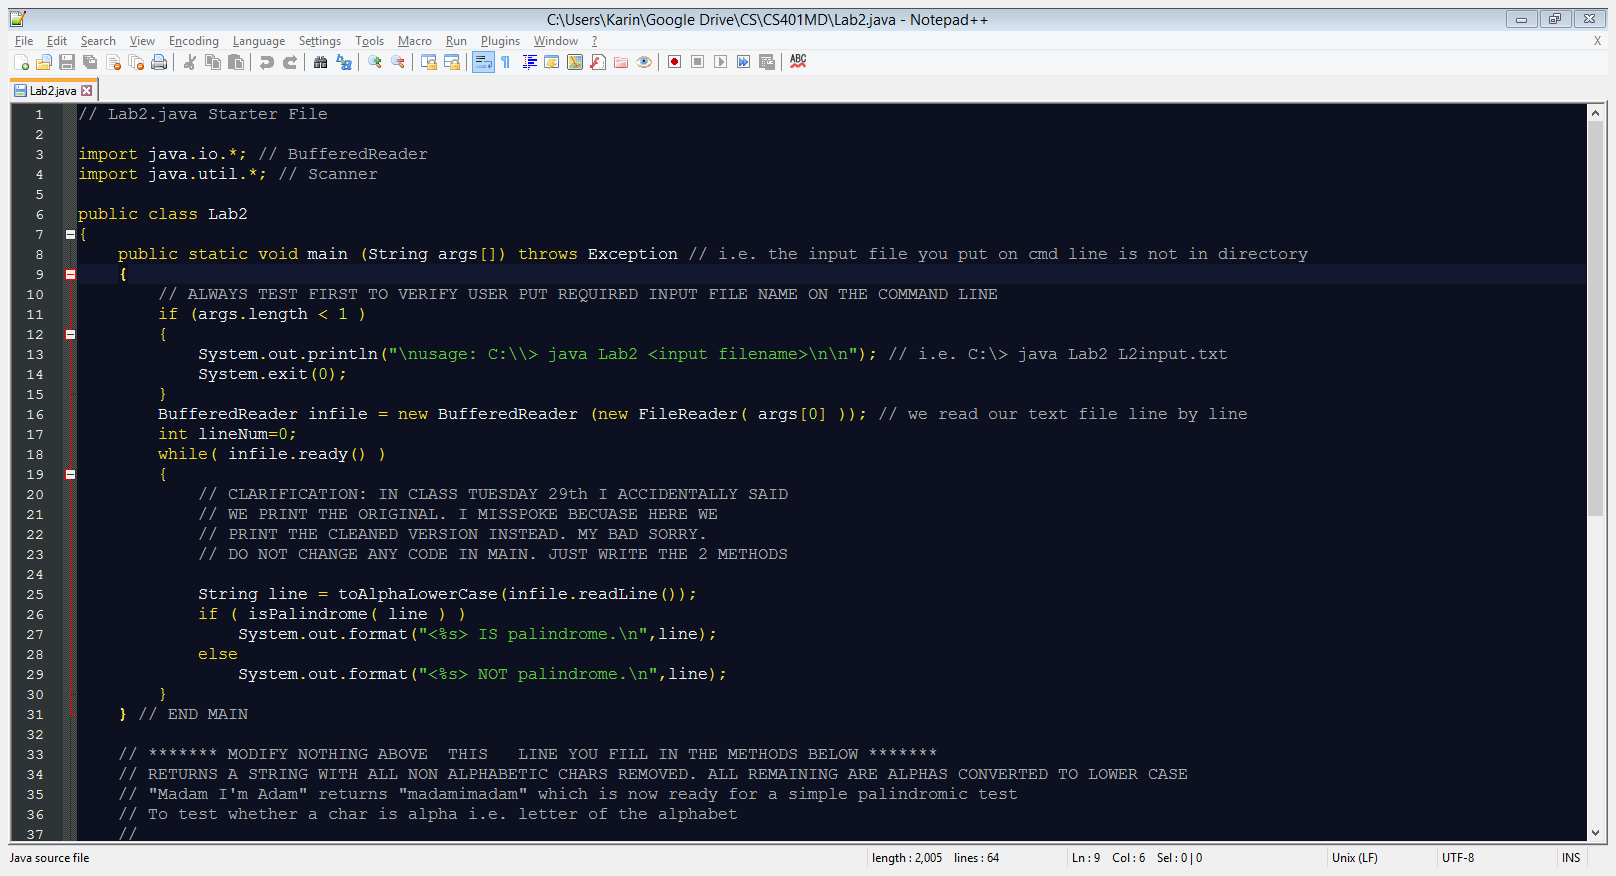 C:\Users\Karin\Google Drive\CS\CS401MD\Lab2.java - Notepad++
File Edit Search View Encoding Language Settings Tools Macro Run Plugins Window ? X
ABC
Lab2.java
1 // Lab2.java Starter File
2
3 import java.io.*; // BufferedReader
4 import java.util.*; // Scanner
5
6 public class Lab2
7 {
8 public static void main (String args[]) throws Exception // i.e. the input file you put on cmd line is not in directory
9 {
10 // ALWAYS TEST FIRST TO VERIFY USER PUT REQUIRED INPUT FILE NAME ON THE COMMAND LINE
11 if (args.length < 1 )
12 {
13 System.out.println("\nusage: C:\\> java Lab2 <input filename>\n\n"); // i.e. C:\> java Lab2 L2input.txt
14 System.exit(0);
15 }
16 BufferedReader infile = new BufferedReader (new FileReader( args[0] )); // we read our text file line by line
17 int lineNum=0;
18 while( infile.ready() )
19 {
20 // CLARIFICATION: IN CLASS TUESDAY 29th I ACCIDENTALLY SAID
21 // WE PRINT THE ORIGINAL. I MISSPOKE BECUASE HERE WE
22 // PRINT THE CLEANED VERSION INSTEAD. MY BAD SORRY.
23 // DO NOT CHANGE ANY CODE IN MAIN. JUST WRITE THE 2 METHODS
24
25 String line = toAlphaLowerCase(infile.readLine());
26 if ( isPalindrome( line ) )
27 System.out.format("<%s> IS palindrome.\n",line);
28 else
29 System.out.format("<%s> NOT palindrome.\n",line);
30 }
31 } // END MAIN
32
33 // ******* MODIFY NOTHING ABOVE  THIS   LINE YOU FILL IN THE METHODS BELOW *******
34 // RETURNS A STRING WITH ALL NON ALPHABETIC CHARS REMOVED. ALL REMAINING ARE ALPHAS CONVERTED TO LOWER CASE
35 // "Madam I'm Adam" returns "madamimadam" which is now ready for a simple palindromic test
36 // To test whether a char is alpha i.e. letter of the alphabet
37 //
Java source file length : 2,005 lines : 64 Ln : 9 Col : 6 Sel : 0 | 0 Unix (LF) UTF-8 INS